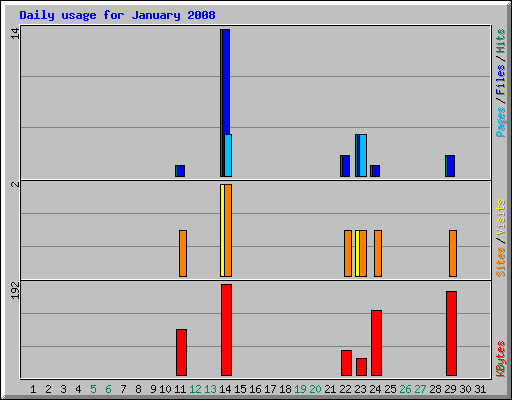 Daily usage for January 2008
14
Pages / Files / Hits
2
Sites / Visits
192
KBytes
1 2 3 4 5 6 7 8 9 10 11 12 13 14 15 16 17 18 19 20 21 22 23 24 25 26 27 28 29 30 31